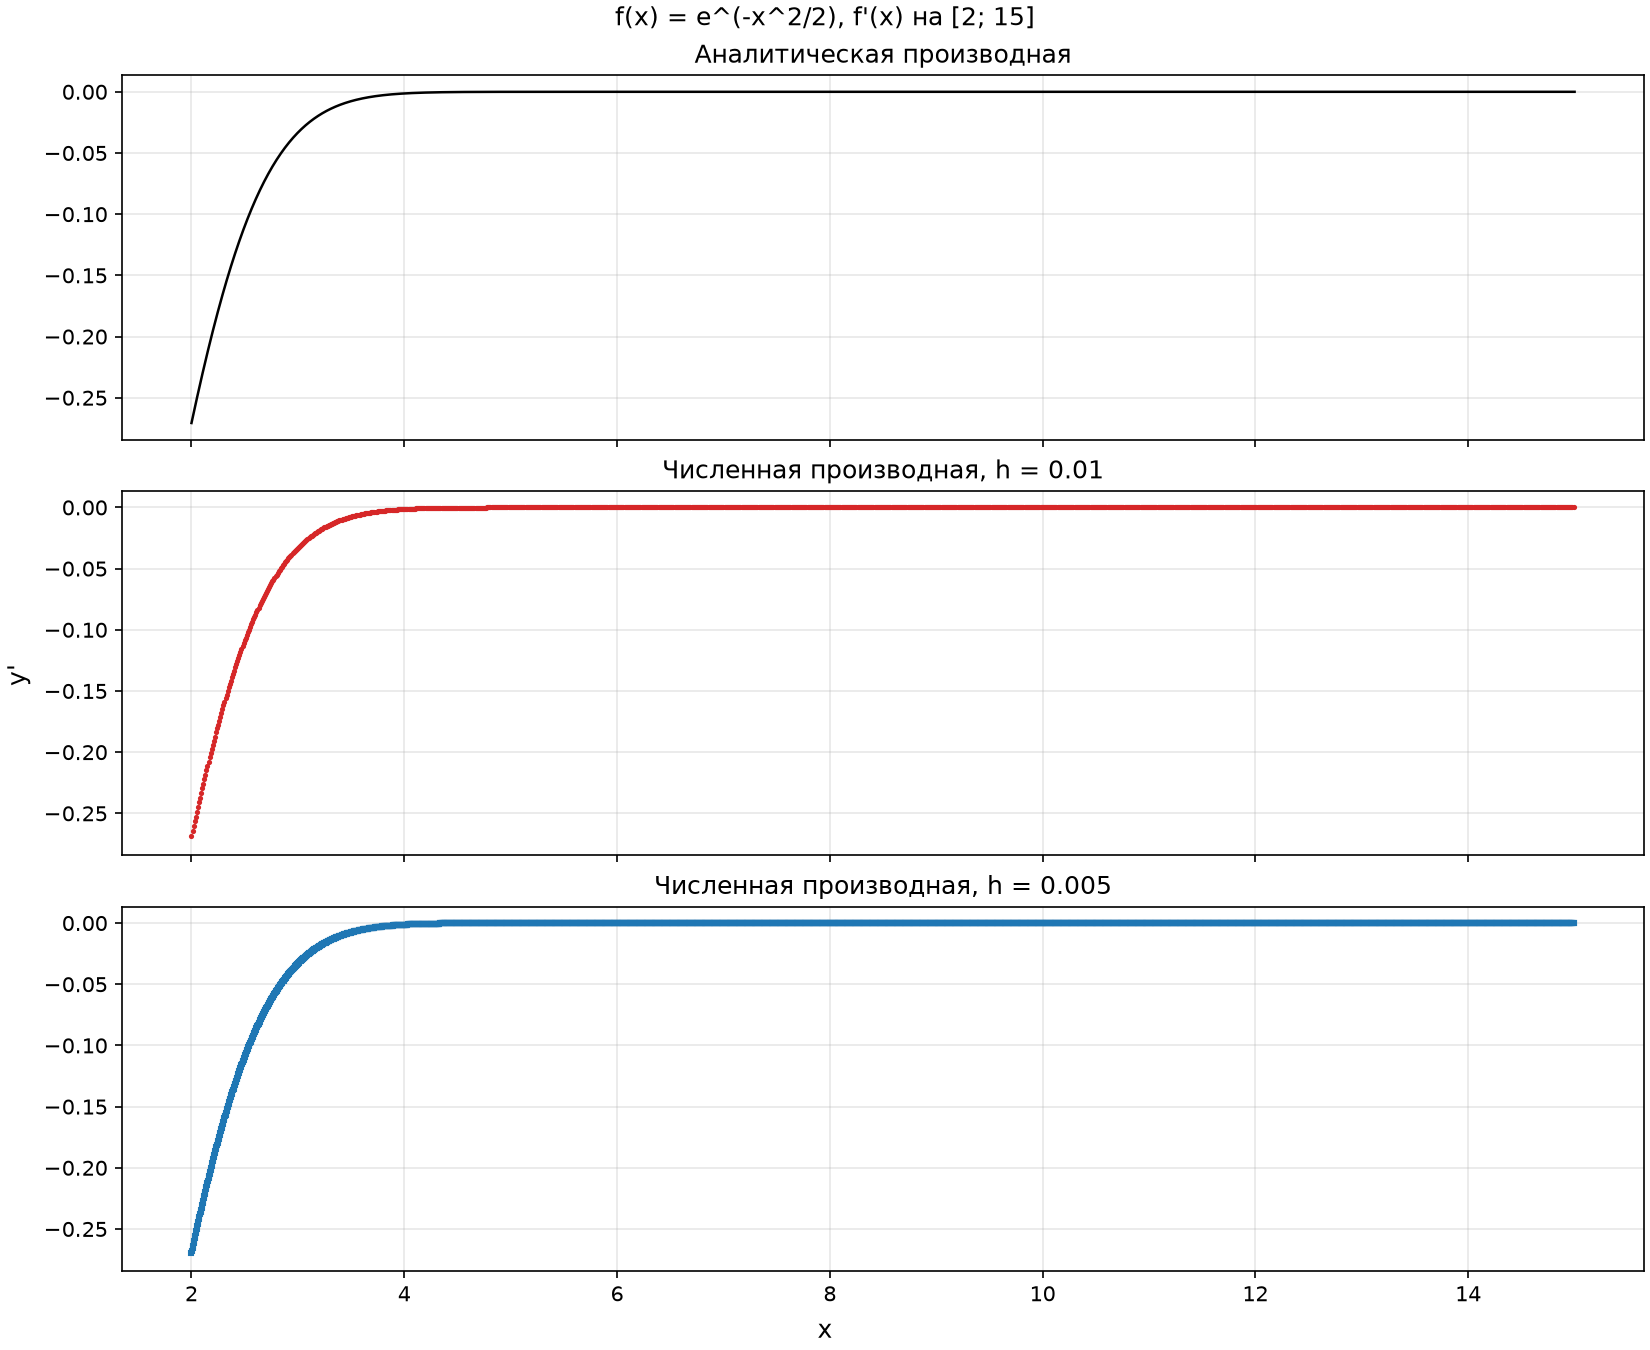 f(x) = e^(-x^2/2), f'(x) на [2; 15]
Аналитическая производная
0.00
−0.05
−0.10
−0.15
−0.20
−0.25
Численная производная, h = 0.01
0.00
−0.05
−0.10
−0.15
−0.20
−0.25
y'
Численная производная, h = 0.005
0.00
−0.05
−0.10
−0.15
−0.20
−0.25
2 4 6 8 10 12 14
x